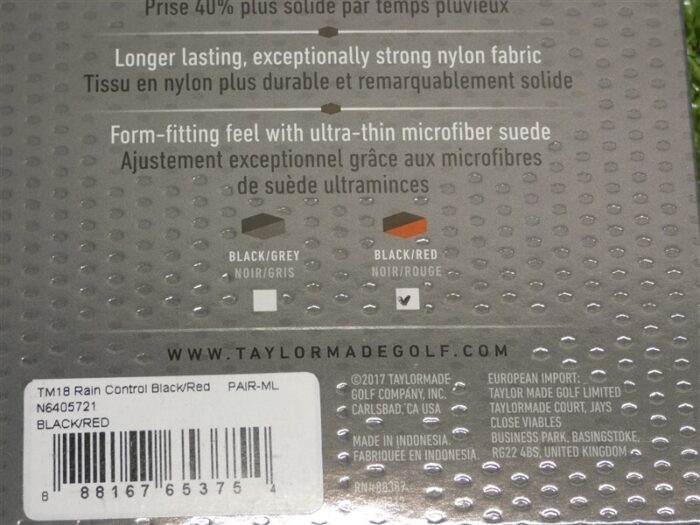 Prise 40% plus solide par temps pluvieux
Longer lasting, exceptionally strong nylon fabric
Tissu en nylon plus durable et remarquablement solide
Form-fitting feel with ultra-thin microfiber suede
Ajustement exceptionnel grâce aux microfibres
de suède ultraminces
BLACK/GREY
NOIR/GRIS
BLACK/RED
NOIR/ROUGE
WWW.TAYLORMADEGOLF.COM
TM18 Rain Control Black/Red PAIR-ML
N6405721
BLACK/RED
8 88167 65375 4
©2017 TAYLORMADE
GOLF COMPANY, INC.
CARLSBAD, CA USA
MADE IN INDONESIA.
FABRIQUÉE EN INDONESIA.
EUROPEAN IMPORT:
TAYLOR MADE GOLF LIMITED
TAYLORMADE COURT, JAYS
CLOSE VIABLES
BUSINESS PARK, BASINGSTOKE,
RG22 4BS, UNITED KINGDOM